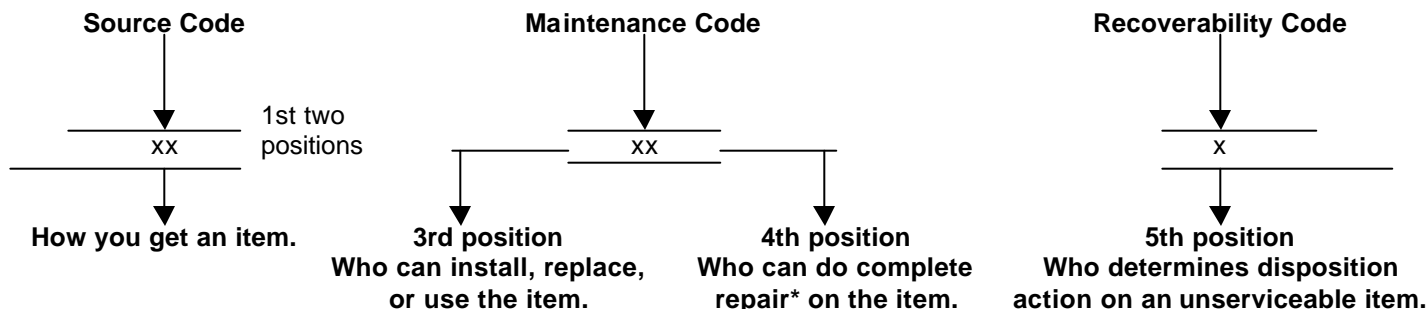 Source Code
Maintenance Code
Recoverability Code
1st two
positions
xx
xx
x
How you get an item.
3rd position
Who can install, replace,
or use the item.
4th position
Who can do complete
repair* on the item.
5th position
Who determines disposition
action on an unserviceable item.